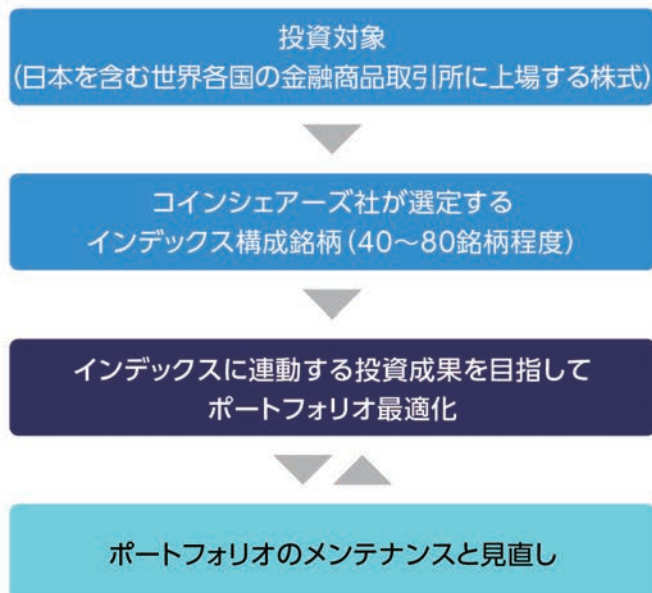 投資対象
(日本を含む世界各国の金融商品取引所に上場する株式)
コインシェアーズ社が選定する
インデックス構成銘柄(40〜80銘柄程度)
インデックスに連動する投資成果を目指して
ポートフォリオ最適化
ポートフォリオのメンテナンスと見直し